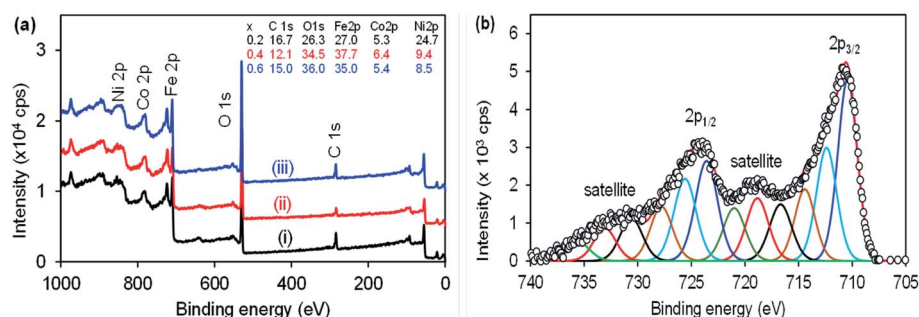 (a)
x C 1s O1s Fe2p Co2p Ni2p
0.2 16.7 26.3 27.0 5.3 24.7
0.4 12.1 34.5 37.7 6.4 9.4
0.6 15.0 36.0 35.0 5.4 8.5
Ni 2p
Co 2p
Fe 2p
O 1s
C 1s
(iii)
(ii)
(i)
3
2
1
0
Intensity (x10⁴ cps)
1000 800 600 400 200 0
Binding energy (eV)
(b)
2p3/2
2p1/2
satellite
satellite
6
5
4
3
2
1
0
Intensity (x 10³ cps)
740 735 730 725 720 715 710 705
Binding energy (eV)